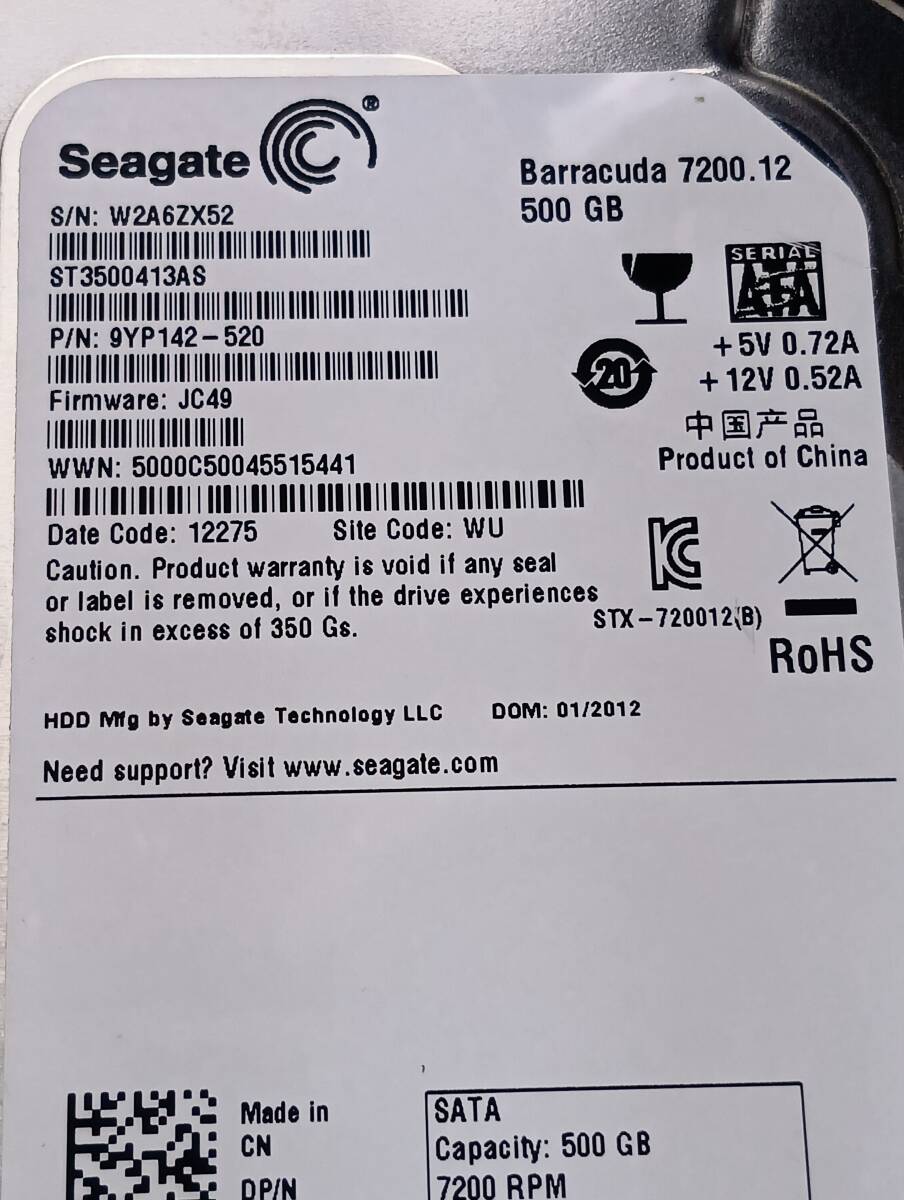 Seagate ®
Barracuda 7200.12
500 GB
S/N: W2A6ZX52
ST3500413AS
P/N: 9YP142-520
Firmware: JC49
WWN: 5000C50045515441
Date Code: 12275 Site Code: WU
Caution. Product warranty is void if any seal
or label is removed, or if the drive experiences
shock in excess of 350 Gs.
SERIAL
ATA
+5V 0.72A
+12V 0.52A
20
中国产品
Product of China
STX-720012(B)
RoHS
HDD Mfg by Seagate Technology LLC DOM: 01/2012
Need support? Visit www.seagate.com
Made in
CN
DP/N
SATA
Capacity: 500 GB
7200 RPM